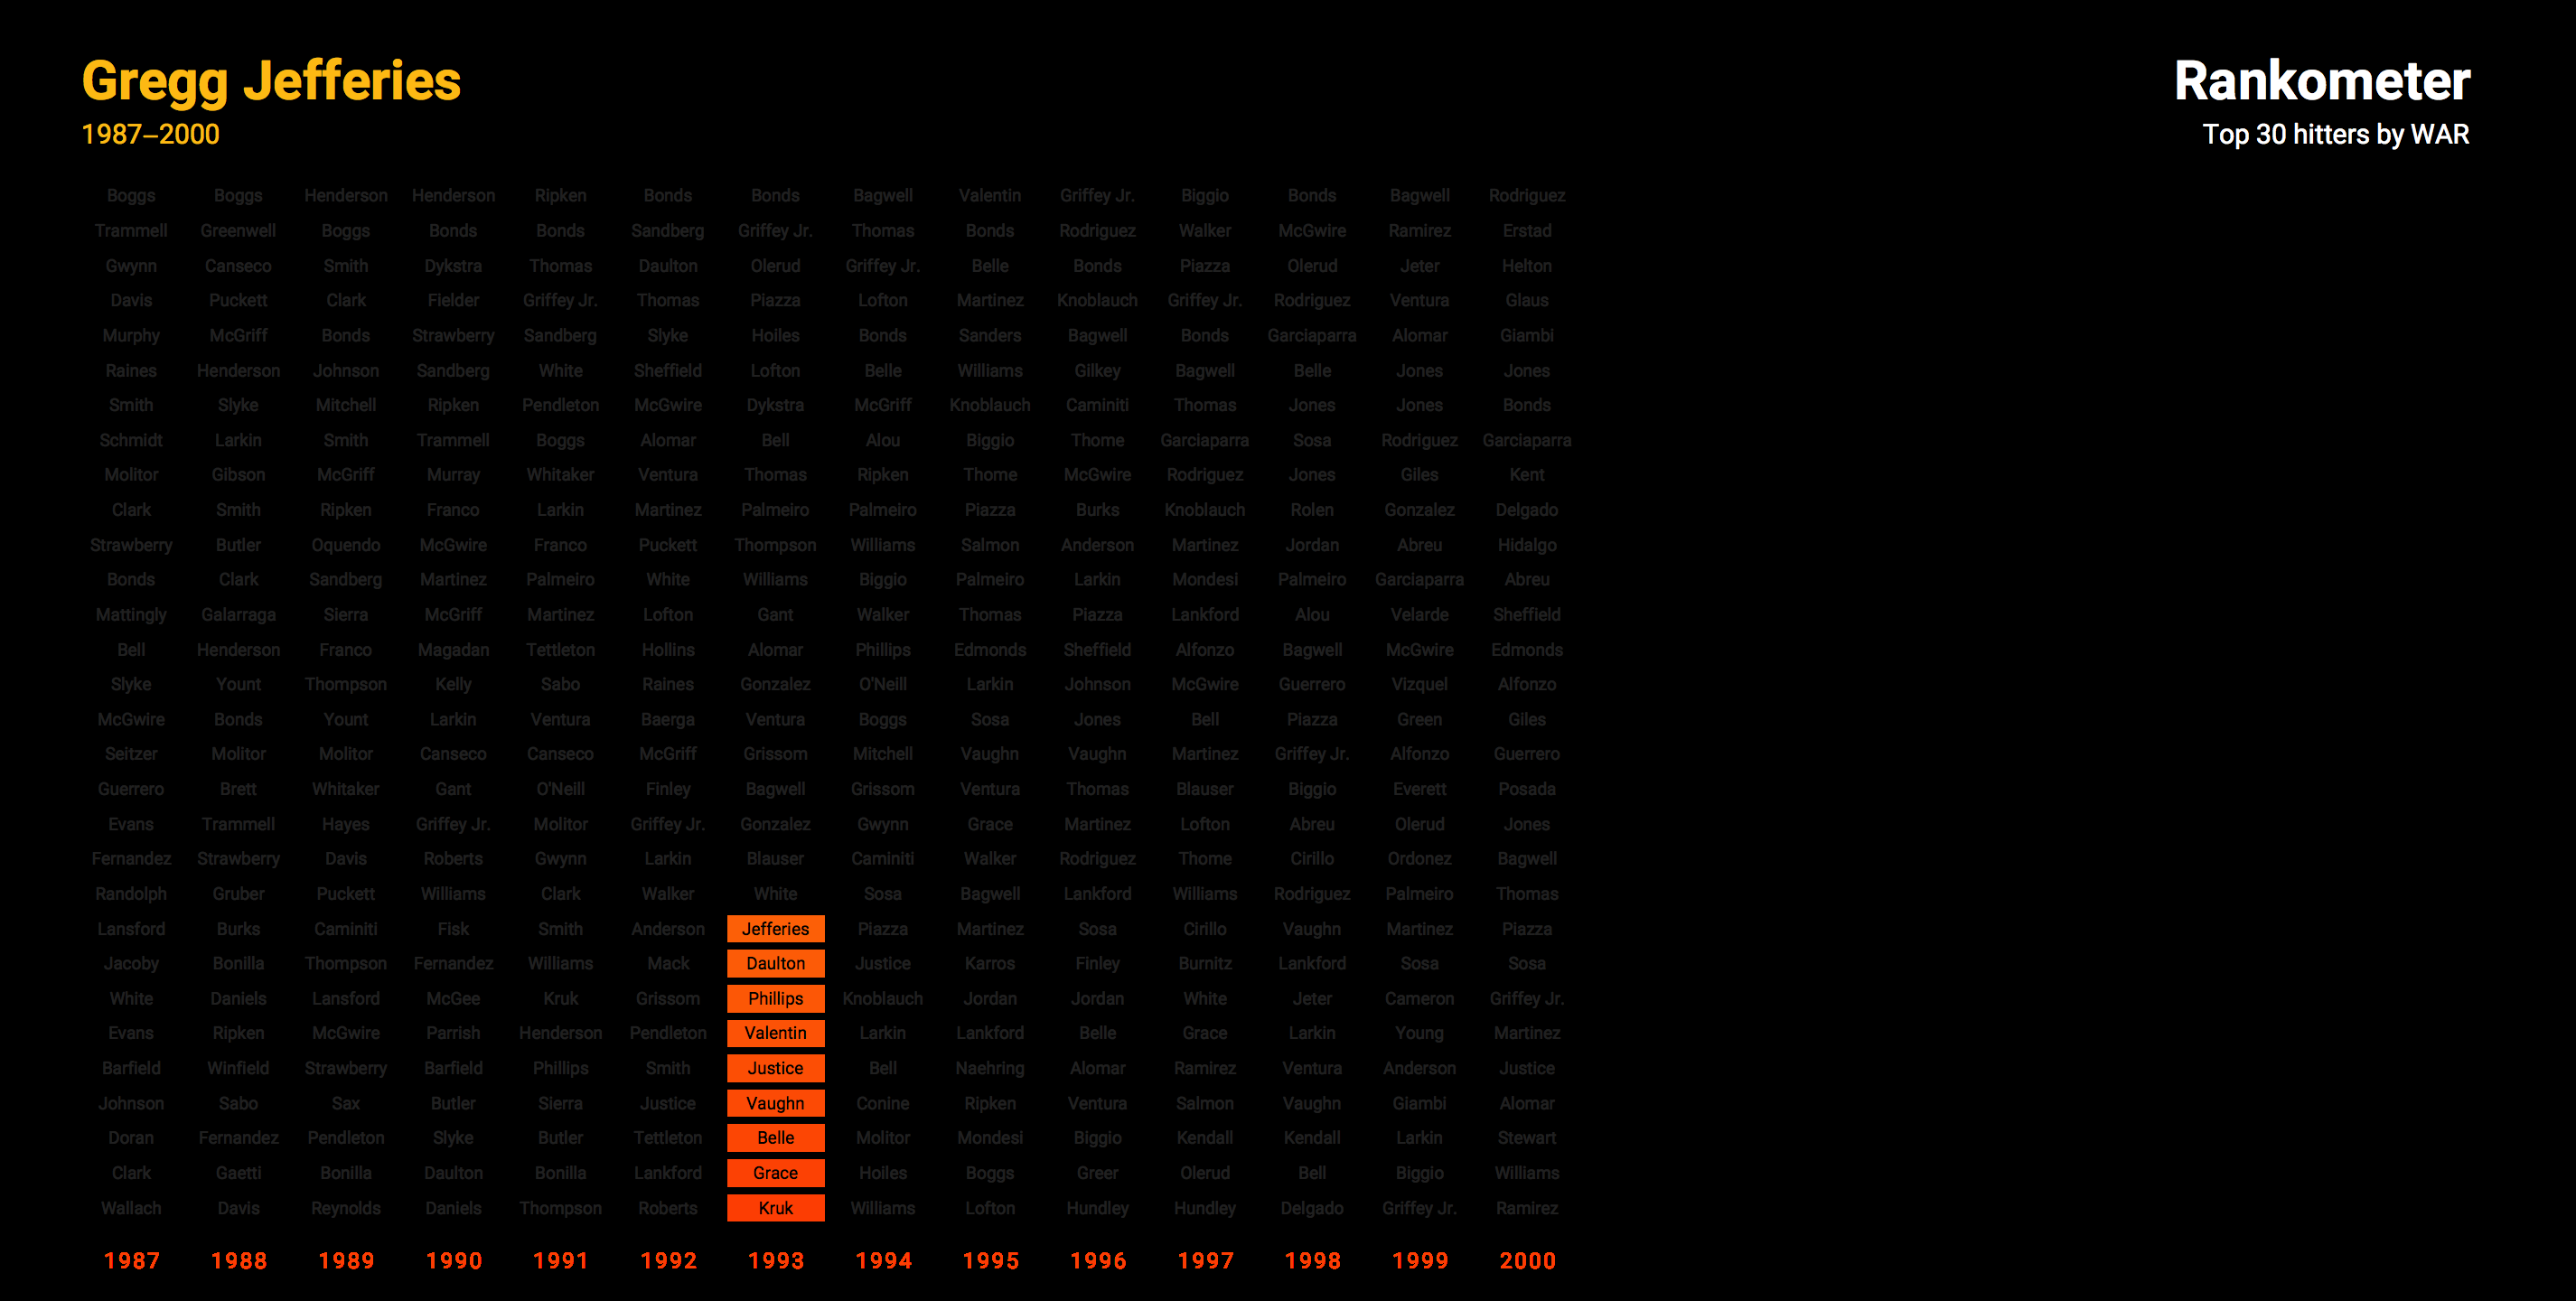 Gregg Jefferies
1987–2000
Rankometer
Top 30 hitters by WAR
Boggs Boggs Henderson Henderson Ripken Bonds Bonds Bagwell Valentin Griffey Jr. Biggio Bonds Bagwell Rodriguez
Trammell Greenwell Boggs Bonds Bonds Sandberg Griffey Jr. Thomas Bonds Rodriguez Walker McGwire Ramirez Erstad
Gwynn Canseco Smith Dykstra Thomas Daulton Olerud Griffey Jr. Belle Bonds Piazza Olerud Jeter Helton
Davis Puckett Clark Fielder Griffey Jr. Thomas Piazza Lofton Martinez Knoblauch Griffey Jr. Rodriguez Ventura Glaus
Murphy McGriff Bonds Strawberry Sandberg Slyke Hoiles Bonds Sanders Bagwell Bonds Garciaparra Alomar Giambi
Raines Henderson Johnson Sandberg White Sheffield Lofton Belle Williams Gilkey Bagwell Belle Jones Jones
Smith Slyke Mitchell Ripken Pendleton McGwire Dykstra McGriff Knoblauch Caminiti Thomas Jones Jones Bonds
Schmidt Larkin Smith Trammell Boggs Alomar Bell Alou Biggio Thome Garciaparra Sosa Rodriguez Garciaparra
Molitor Gibson McGriff Murray Whitaker Ventura Thomas Ripken Thome McGwire Rodriguez Jones Giles Kent
Clark Smith Ripken Franco Larkin Martinez Palmeiro Palmeiro Piazza Burks Knoblauch Rolen Gonzalez Delgado
Strawberry Butler Oquendo McGwire Franco Puckett Thompson Williams Salmon Anderson Martinez Jordan Abreu Hidalgo
Bonds Clark Sandberg Martinez Palmeiro White Williams Biggio Palmeiro Larkin Mondesi Palmeiro Garciaparra Abreu
Mattingly Galarraga Sierra McGriff Martinez Lofton Gant Walker Thomas Piazza Lankford Alou Velarde Sheffield
Bell Henderson Franco Magadan Tettleton Hollins Alomar Phillips Edmonds Sheffield Alfonzo Bagwell McGwire Edmonds
Slyke Yount Thompson Kelly Sabo Raines Gonzalez O'Neill Larkin Johnson McGwire Guerrero Vizquel Alfonzo
McGwire Bonds Yount Larkin Ventura Baerga Ventura Boggs Sosa Jones Bell Piazza Green Giles
Seitzer Molitor Molitor Canseco Canseco McGriff Grissom Mitchell Vaughn Vaughn Martinez Griffey Jr. Alfonzo Guerrero
Guerrero Brett Whitaker Gant O'Neill Finley Bagwell Grissom Ventura Thomas Blauser Biggio Everett Posada
Evans Trammell Hayes Griffey Jr. Molitor Griffey Jr. Gonzalez Gwynn Grace Martinez Lofton Abreu Olerud Jones
Fernandez Strawberry Davis Roberts Gwynn Larkin Blauser Caminiti Walker Rodriguez Thome Cirillo Ordonez Bagwell
Randolph Gruber Puckett Williams Clark Walker White Sosa Bagwell Lankford Williams Rodriguez Palmeiro Thomas
Lansford Burks Caminiti Fisk Smith Anderson Jefferies Piazza Martinez Sosa Cirillo Vaughn Martinez Piazza
Jacoby Bonilla Thompson Fernandez Williams Mack Daulton Justice Karros Finley Burnitz Lankford Sosa Sosa
White Daniels Lansford McGee Kruk Grissom Phillips Knoblauch Jordan Jordan White Jeter Cameron Griffey Jr.
Evans Ripken McGwire Parrish Henderson Pendleton Valentin Larkin Lankford Belle Grace Larkin Young Martinez
Barfield Winfield Strawberry Barfield Phillips Smith Justice Bell Naehring Alomar Ramirez Ventura Anderson Justice
Johnson Sabo Sax Butler Sierra Justice Vaughn Conine Ripken Ventura Salmon Vaughn Giambi Alomar
Doran Fernandez Pendleton Slyke Butler Tettleton Belle Molitor Mondesi Biggio Kendall Kendall Larkin Stewart
Clark Gaetti Bonilla Daulton Bonilla Lankford Grace Hoiles Boggs Greer Olerud Bell Biggio Williams
Wallach Davis Reynolds Daniels Thompson Roberts Kruk Williams Lofton Hundley Hundley Delgado Griffey Jr. Ramirez
1987 1988 1989 1990 1991 1992 1993 1994 1995 1996 1997 1998 1999 2000